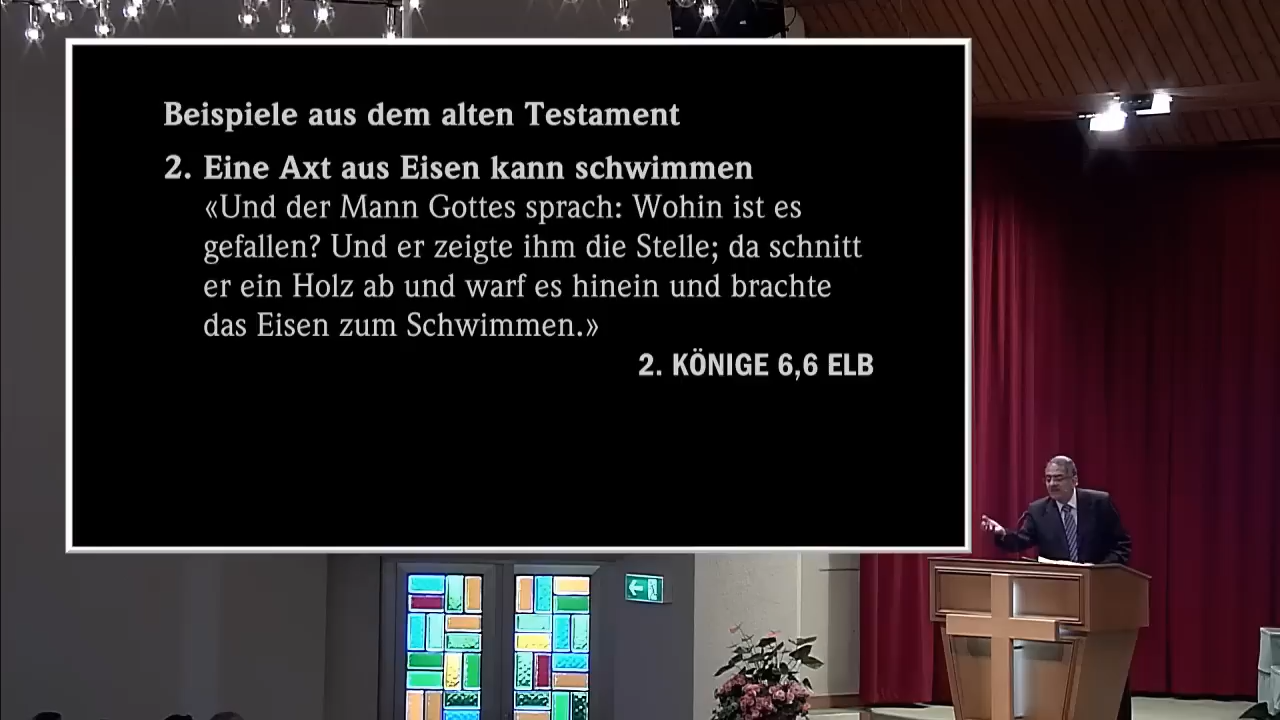 Beispiele aus dem alten Testament
2. Eine Axt aus Eisen kann schwimmen
«Und der Mann Gottes sprach: Wohin ist es
gefallen? Und er zeigte ihm die Stelle; da schnitt
er ein Holz ab und warf es hinein und brachte
das Eisen zum Schwimmen.»
2. KÖNIGE 6,6 ELB